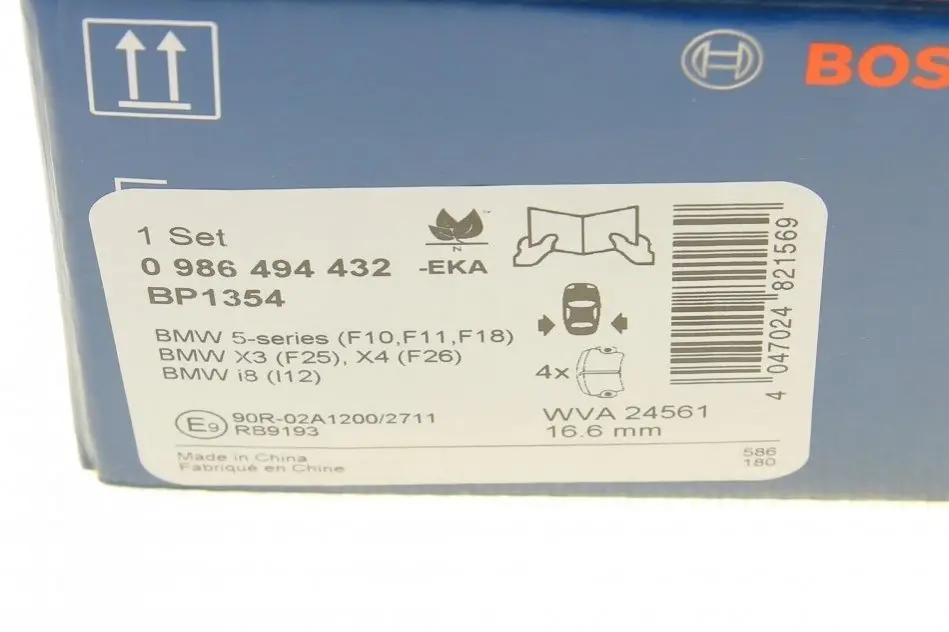 BOS
1 Set
0 986 494 432 -EKA
BP1354
BMW 5-series (F10,F11,F18)
BMW X3 (F25), X4 (F26)
BMW i8 (I12)
4x
4 047024 821569
E9 90R-02A1200/2711
RB9193
WVA 24561
16.6 mm
Made in China
Fabriqué en Chine
586
180